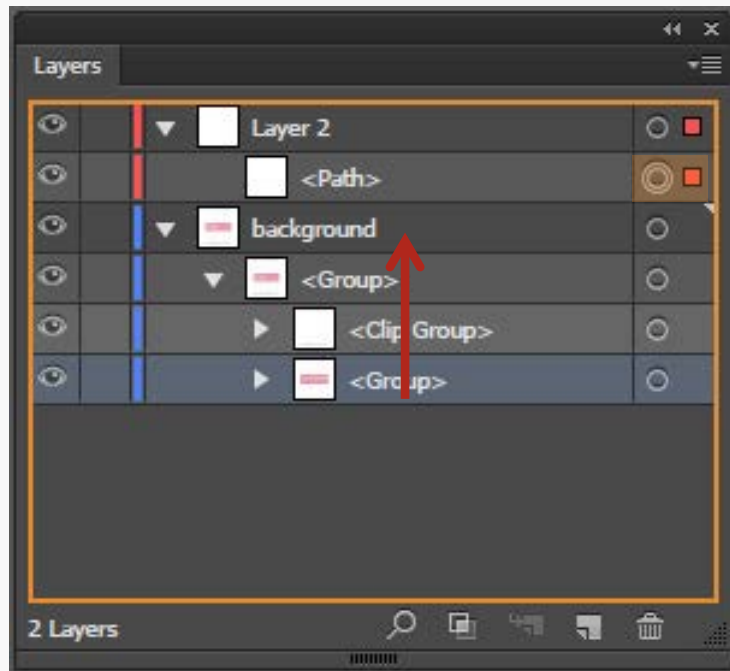 Layers
Layer 2
<Path>
background
<Group>
<Clip Group>
<Group>
2 Layers